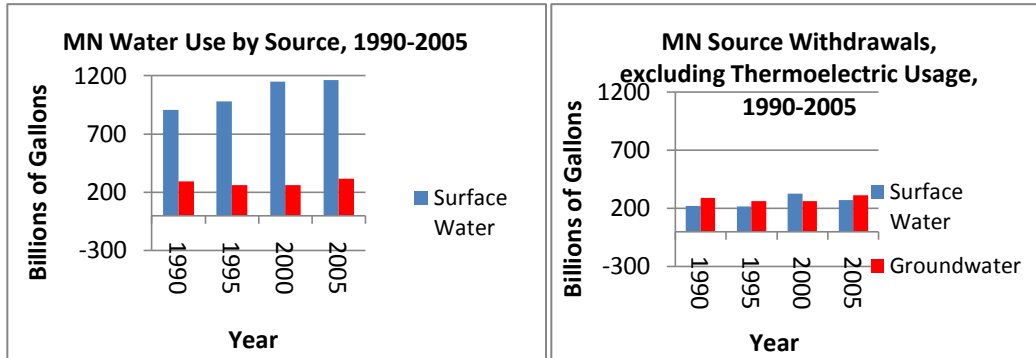 MN Water Use by Source, 1990-2005
1200
700
200
-300
Billions of Gallons
1990
1995
2000
2005
Year
Surface
Water
MN Source Withdrawals,
excluding Thermoelectric Usage,
1990-2005
1200
700
200
-300
Billions of Gallons
1990
1995
2000
2005
Year
Surface
Water
Groundwater